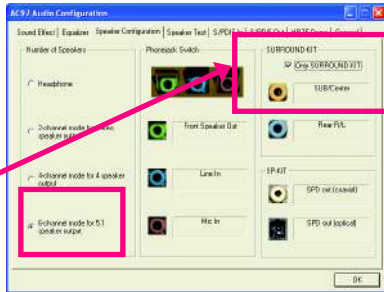 AC97 Audio Configuration
Sound Effect
Equalizer
Speaker Configuration
Speaker Test
Number of Speakers
Headphone
2-channel mode for stereo
speaker output
4-channel mode for 4 speaker
output
6-channel mode for 5.1
speaker output
Phonejack Switch
Front Speaker Out
Line In
Mic In
SURROUND-KIT
Only SURROUND-KIT
SUB/Center
Rear R/L
SP-KIT
SPD out (coaxial)
SPD out (optical)
OK